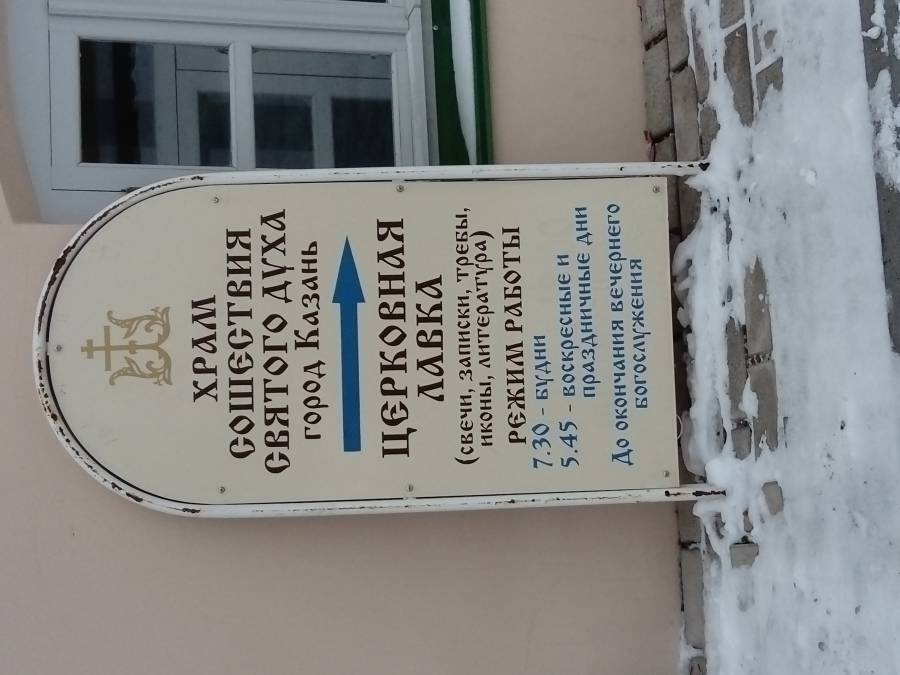 ХРАМ
СОШЕСТВИЯ
СВЯТОГО ДУХА
город Казань
ЦЕРКОВНАЯ
ЛАВКА
(свечи, записки, требы,
иконы, литература)
РЕЖИМ РАБОТЫ
7.30 - будни
5.45 - воскресные и
праздничные дни
До окончания вечернего
богослужения